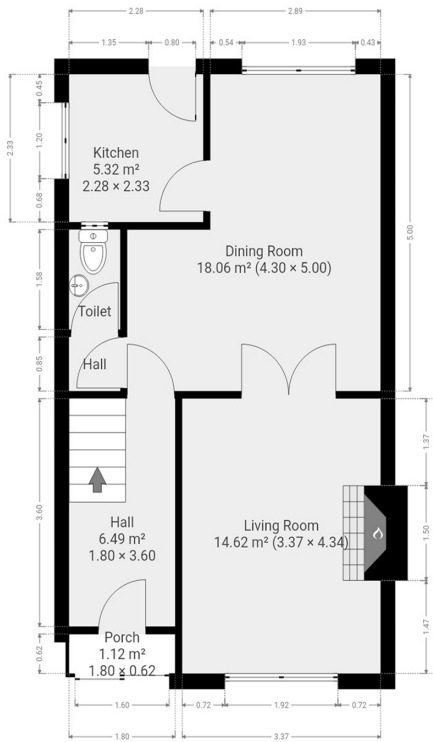 2.28
2.89
1.35
0.80
0.54
1.93
0.43
0.45
2.33
1.20
0.68
Kitchen
5.32 m²
2.28 × 2.33
5.00
Dining Room
18.06 m² (4.30 × 5.00)
1.58
Toilet
0.85
Hall
1.37
3.60
Hall
6.49 m²
1.80 × 3.60
Living Room
14.62 m² (3.37 × 4.34)
1.50
1.47
0.62
Porch
1.12 m²
1.80 × 0.62
1.60
0.72
1.92
0.72
1.80
3.37